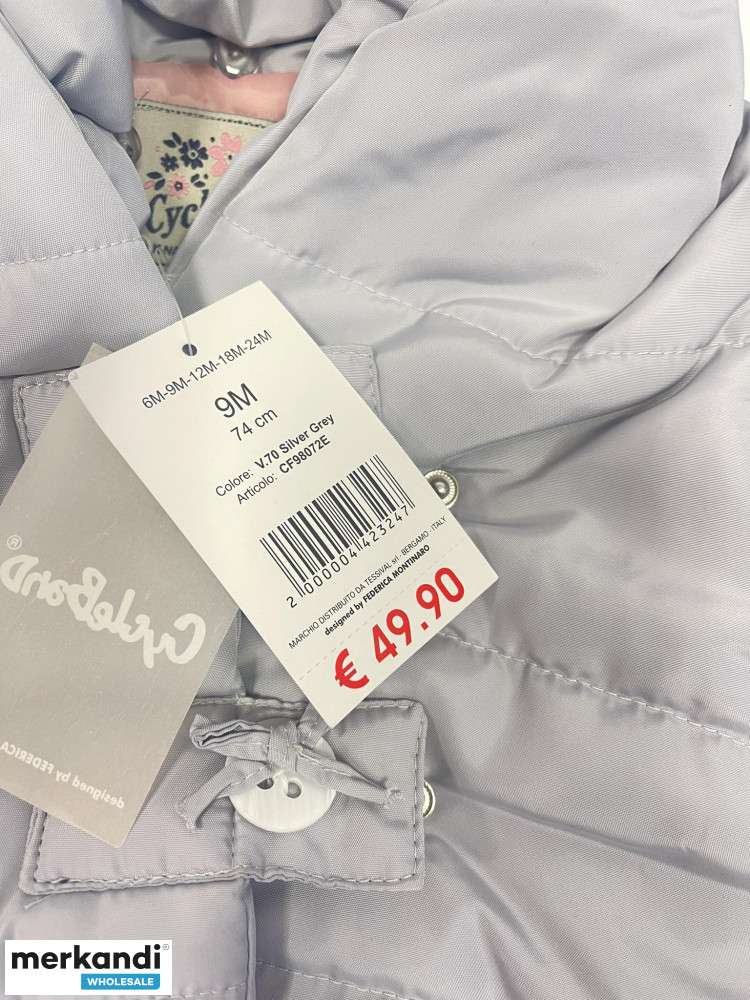 Cycl
6M-9M-12M-18M-24M
9M
74 cm
Colore: V.70 Silver Grey
Articolo: CF98072E
2 000004 423247
MARCHIO DISTRIBUITO DA TESSIVAL srl - BERGAMO - ITALY
designed by FEDERICA MONTINARO
€ 49.90
CycleBand®
designed by FEDERICA
merkandi®
WHOLESALE